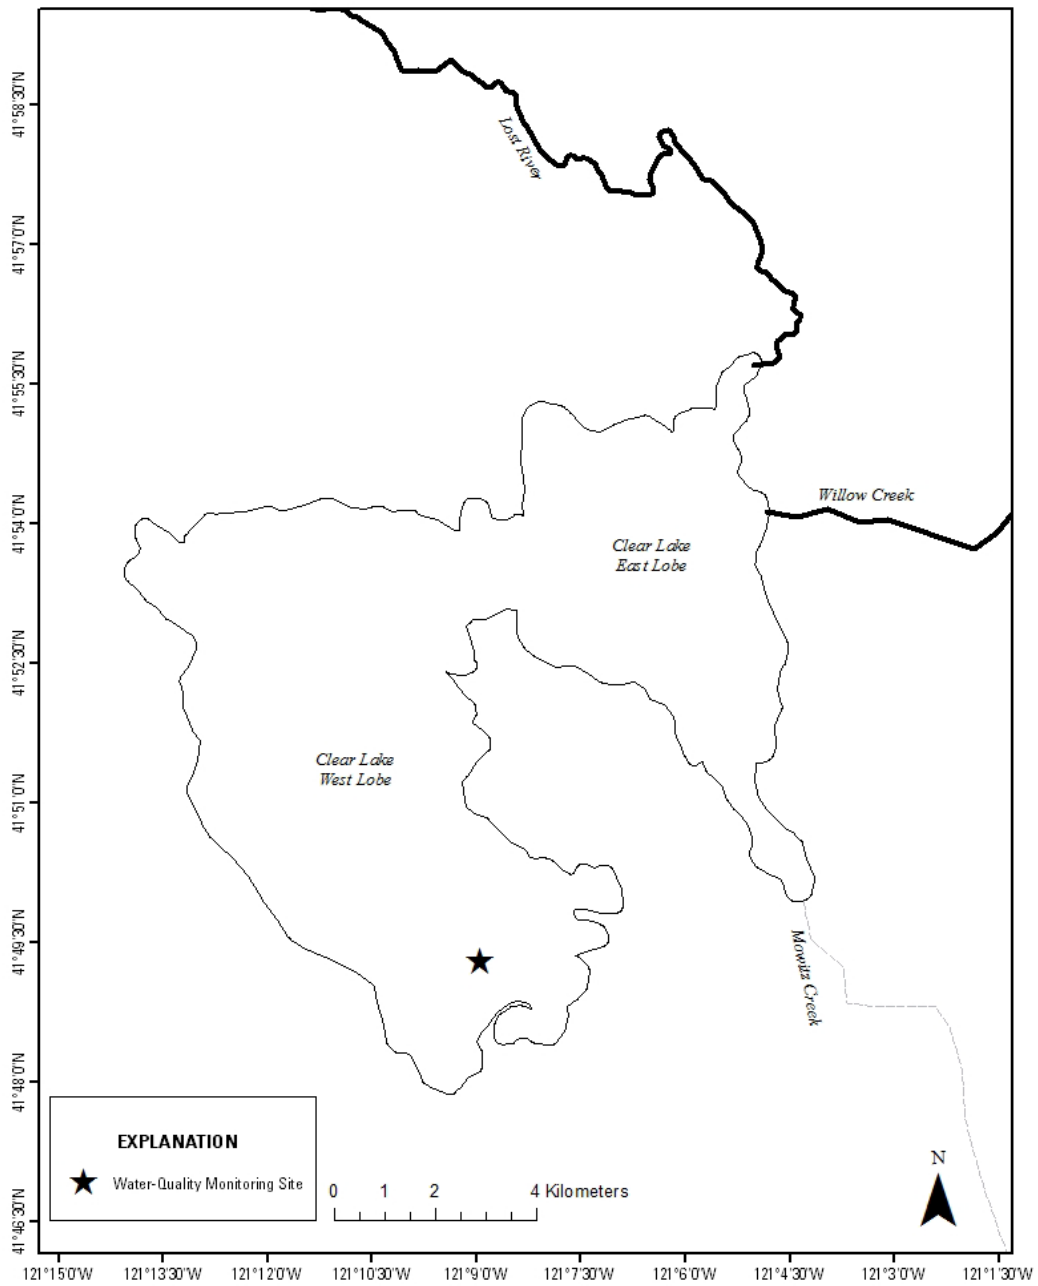 41°58'30"N
Lost River
41°57'0"N
41°55'30"N
Willow Creek
41°54'0"N
Clear Lake
East Lobe
41°52'30"N
Clear Lake
West Lobe
41°51'0"N
41°49'30"N
Mowitz Creek
41°48'0"N
EXPLANATION
Water-Quality Monitoring Site
0 1 2 4 Kilometers
N
41°46'30"N
121°15'0"W 121°13'30"W 121°12'0"W 121°10'30"W 121°9'0"W 121°7'30"W 121°6'0"W 121°4'30"W 121°3'0"W 121°1'30"W